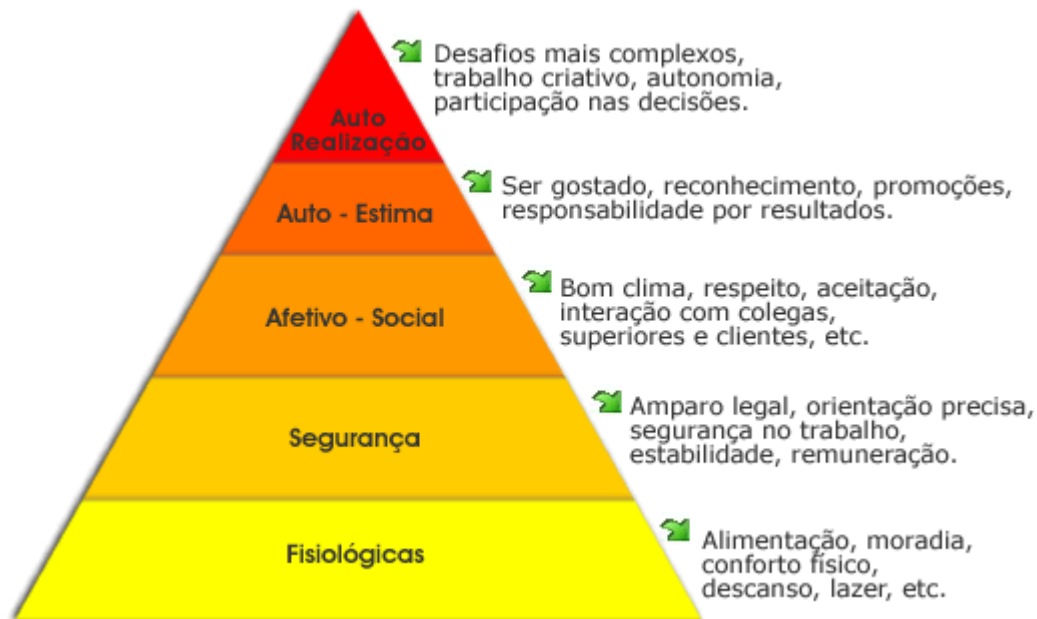 Desafios mais complexos,
trabalho criativo, autonomia,
participação nas decisões.
Auto
Realização
Ser gostado, reconhecimento, promoções,
responsabilidade por resultados.
Auto - Estima
Bom clima, respeito, aceitação,
interação com colegas,
superiores e clientes, etc.
Afetivo - Social
Amparo legal, orientação precisa,
segurança no trabalho,
estabilidade, remuneração.
Segurança
Alimentação, moradia,
conforto físico,
descanso, lazer, etc.
Fisiológicas